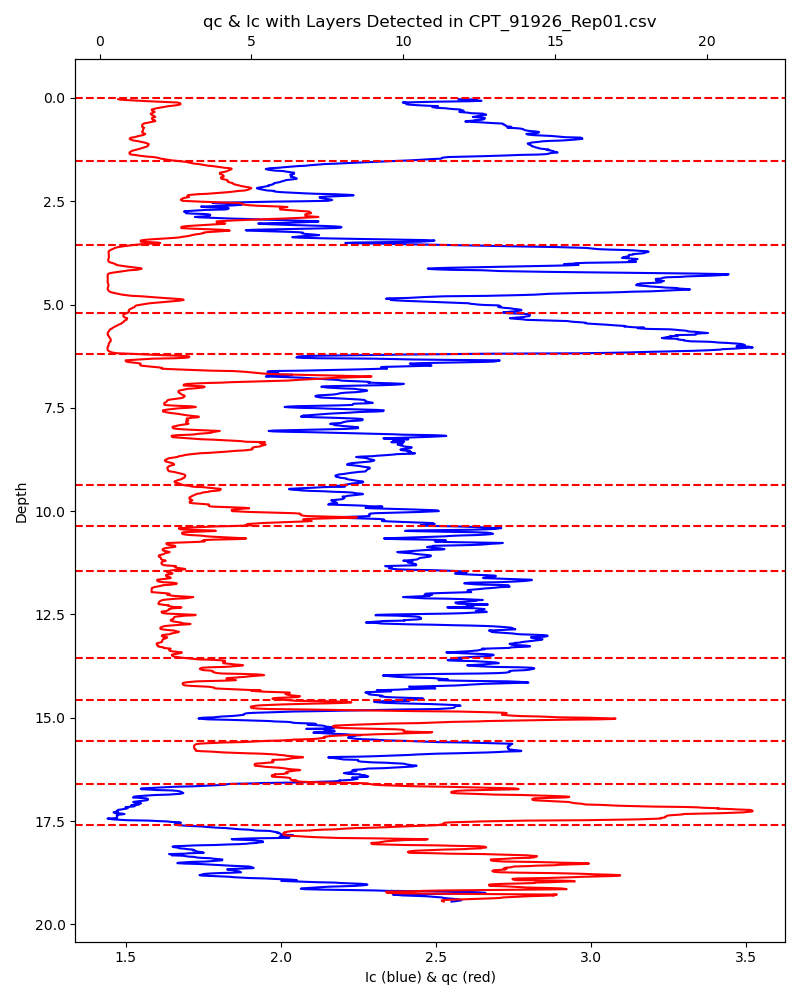 qc & Ic with Layers Detected in CPT_91926_Rep01.csv
0 5 10 15 20
0.0
2.5
5.0
7.5
Depth
10.0
12.5
15.0
17.5
20.0
1.5 2.0 2.5 3.0 3.5
Ic (blue) & qc (red)